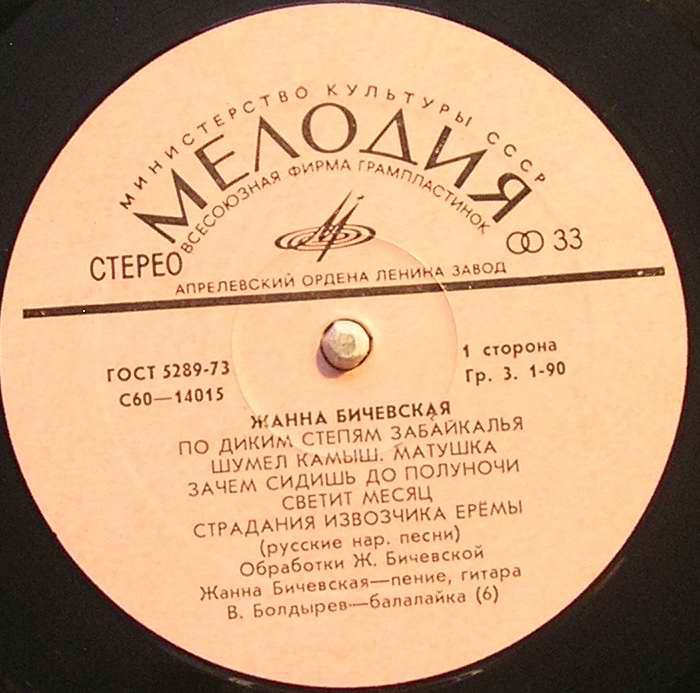 МИНИСТЕРСТВО КУЛЬТУРЫ СССР
МЕЛОДИЯ
ВСЕСОЮЗНАЯ ФИРМА ГРАМПЛАСТИНОК
СТЕРЕО
33
АПРЕЛЕВСКИЙ ОРДЕНА ЛЕНИНА ЗАВОД
ГОСТ 5289-73
С60—14015
1 сторона
Гр. 3. 1-90
ЖАННА БИЧЕВСКАЯ
ПО ДИКИМ СТЕПЯМ ЗАБАЙКАЛЬЯ
ШУМЕЛ КАМЫШ. МАТУШКА
ЗАЧЕМ СИДИШЬ ДО ПОЛУНОЧИ
СВЕТИТ МЕСЯЦ
СТРАДАНИЯ ИЗВОЗЧИКА ЕРЁМЫ
(русские нар. песни)
Обработки Ж. Бичевской
Жанна Бичевская—пение, гитара
В. Болдырев—балалайка (6)